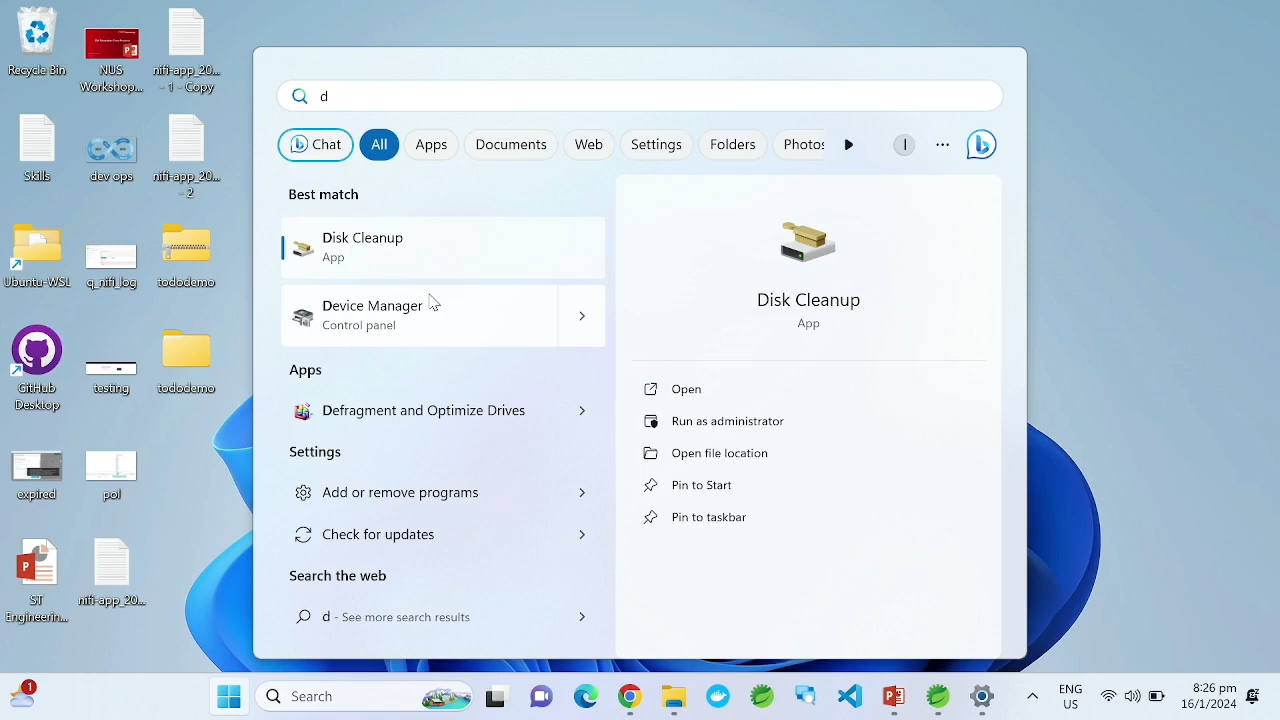 Recycle Bin
NUS
Workshop...
nifi-app_20...
- 1 - Copy
Skills
dev ops
nifi-app_20...
- 2
Ubuntu-WSL
q_nifi_log
tododemo
GitHub
Desktop
testing
tododemo
expired
pol
ST
Engineerin...
nifi-app_20...
d
Chat
All
Apps
Documents
Web
Settings
Folders
Photos
I
Best match
Disk Cleanup
App
Device Manager
Control panel
Apps
Defragment and Optimize Drives
Settings
Add or remove programs
Check for updates
Search the web
d - See more search results
Disk Cleanup
App
Open
Run as administrator
Open file location
Pin to Start
Pin to taskbar
1
Search
ENG
US
8:26 pm
16/1/2024